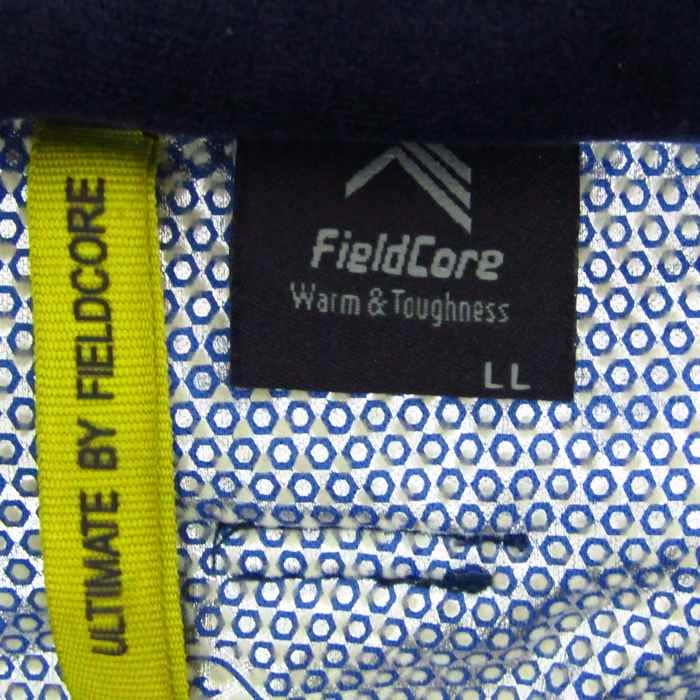 FieldCore
Warm & Toughness
LL
ULTIMATE BY FIELDCORE